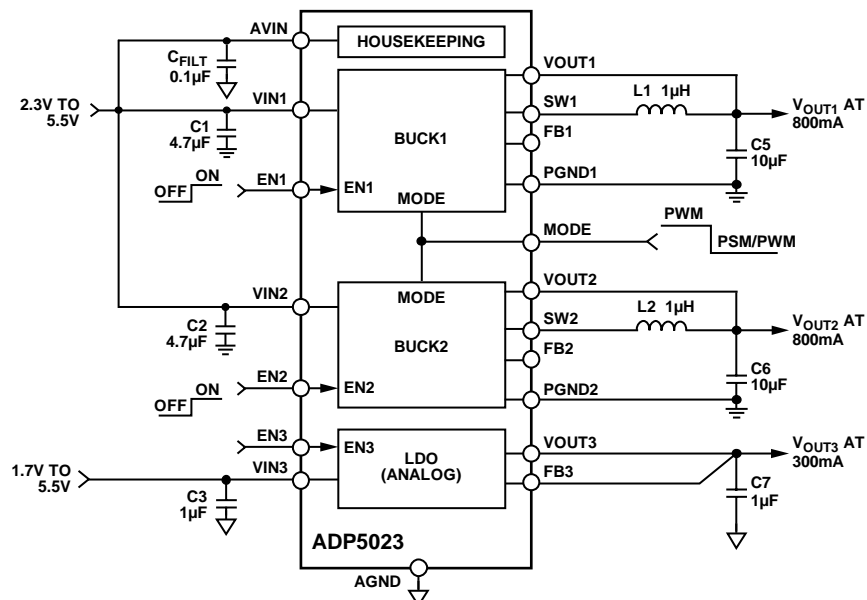 AVIN
HOUSEKEEPING
CFILT
0.1µF
VOUT1
L1 1µH
2.3V TO
5.5V
VIN1
SW1
VOUT1 AT
800mA
C1
4.7µF
BUCK1
FB1
C5
10µF
OFF
ON
EN1
EN1
PGND1
MODE
MODE
PWM
PSM/PWM
VIN2
MODE
VOUT2
L2 1µH
C2
4.7µF
BUCK2
SW2
VOUT2 AT
800mA
FB2
OFF
ON
EN2
EN2
PGND2
C6
10µF
EN3
EN3
LDO
(ANALOG)
VOUT3
VOUT3 AT
300mA
1.7V TO
5.5V
VIN3
FB3
C3
1µF
C7
1µF
ADP5023
AGND